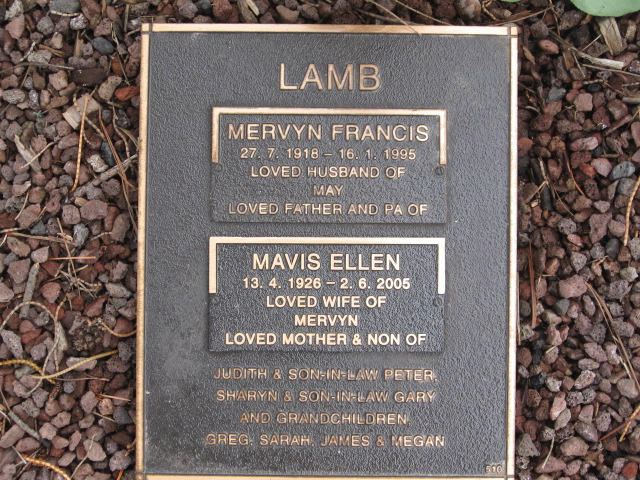 LAMB
MERVYN FRANCIS
27. 7. 1918 – 16. 1. 1995
LOVED HUSBAND OF
MAY
LOVED FATHER AND PA OF
MAVIS ELLEN
13. 4. 1926 – 2. 6. 2005
LOVED WIFE OF
MERVYN
LOVED MOTHER & NON OF
JUDITH & SON-IN-LAW PETER,
SHARYN & SON-IN-LAW GARY
AND GRANDCHILDREN,
GREG, SARAH, JAMES & MEGAN
510